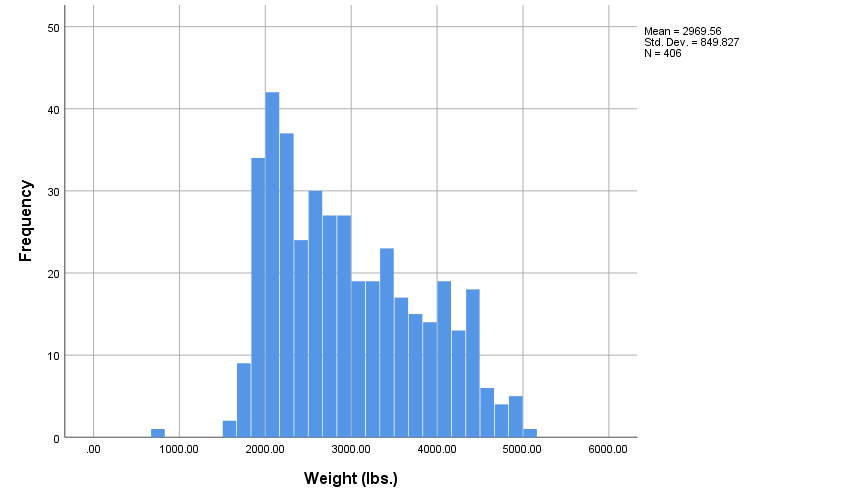 Mean = 2969.56
Std. Dev. = 849.827
N = 406
50
40
30
20
10
0
Frequency
.00 1000.00 2000.00 3000.00 4000.00 5000.00 6000.00
Weight (lbs.)